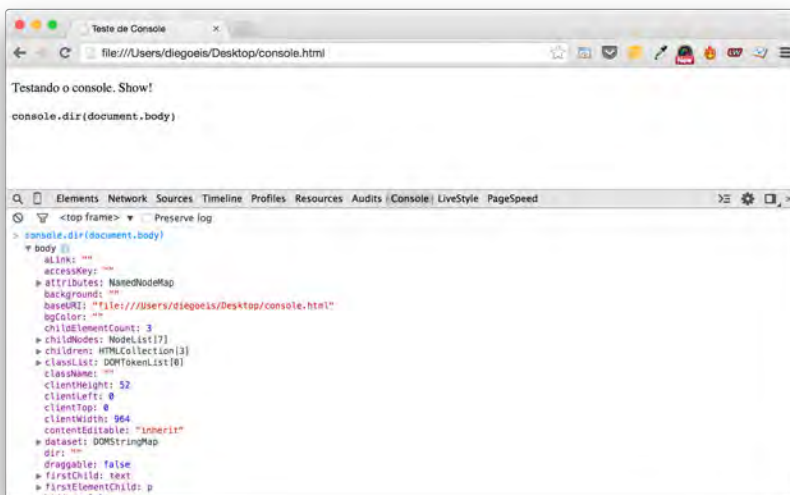 Teste de Console
file:///Users/diegoeis/Desktop/console.html
New
Testando o console. Show!
console.dir(document.body)
Elements Network Sources Timeline Profiles Resources Audits Console LiveStyle PageSpeed
<top frame> Preserve log
> console.dir(document.body)
body
aLink: ""
accessKey: ""
attributes: NamedNodeMap
background: ""
baseURI: "file:///Users/diegoeis/Desktop/console.html"
bgColor: ""
childElementCount: 3
childNodes: NodeList[7]
children: HTMLCollection[3]
classList: DOMTokenList[0]
className: ""
clientHeight: 52
clientLeft: 0
clientTop: 0
clientWidth: 964
contentEditable: "inherit"
dataset: DOMStringMap
dir: ""
draggable: false
firstChild: text
firstElementChild: p